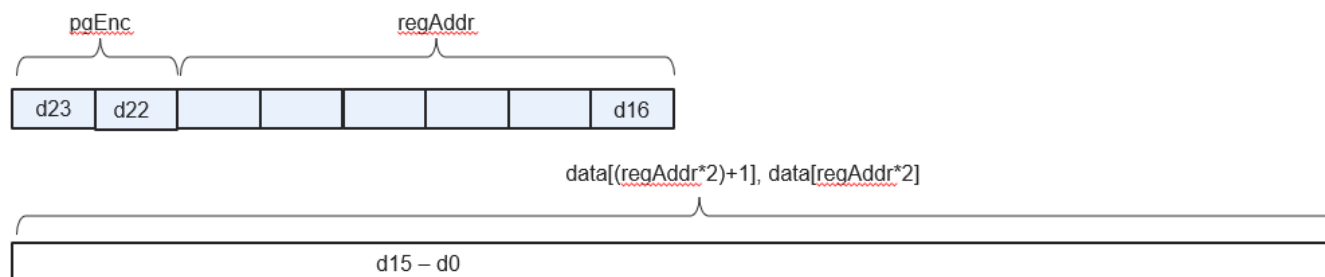 pgEnc regAddr
d23 d22 d16
data[(regAddr*2)+1], data[regAddr*2]
d15 – d0